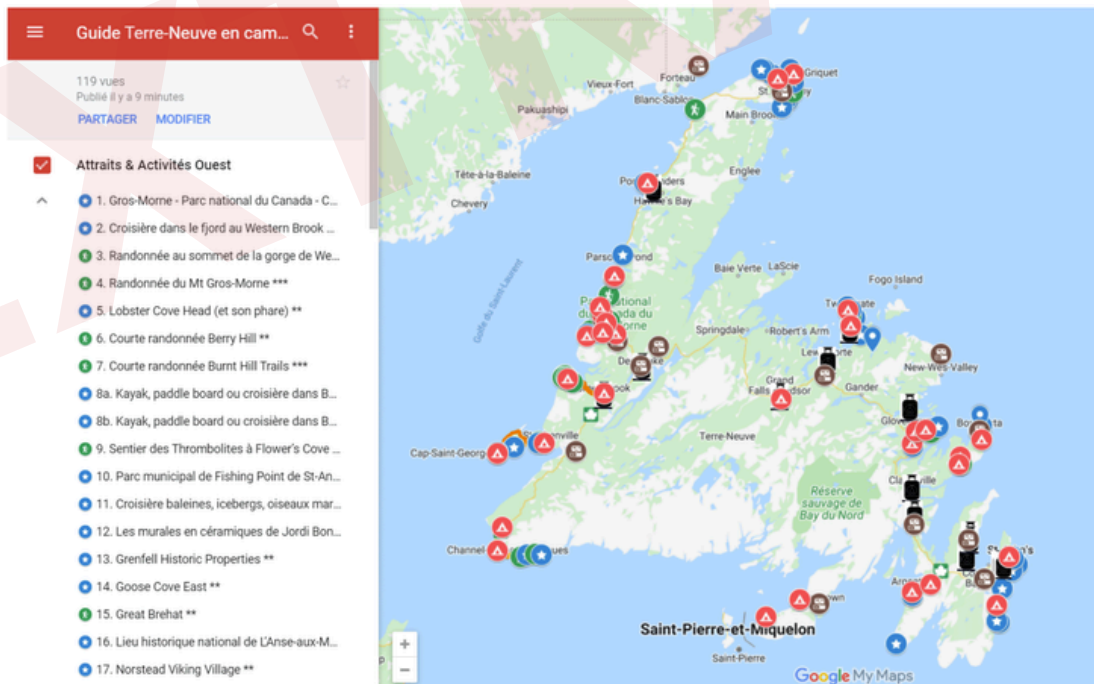 Guide Terre-Neuve en cam...
119 vues
Publié il y a 9 minutes
PARTAGER MODIFIER
Attraits & Activités Ouest
1. Gros-Morne - Parc national du Canada - C...
2. Croisière dans le fjord au Western Brook ...
3. Randonnée au sommet de la gorge de We...
4. Randonnée du Mt Gros-Morne ***
5. Lobster Cove Head (et son phare) **
6. Courte randonnée Berry Hill **
7. Courte randonnée Burnt Hill Trails ***
8a. Kayak, paddle board ou croisière dans B...
8b. Kayak, paddle board ou croisière dans B...
9. Sentier des Thrombolites à Flower's Cove ...
10. Parc municipal de Fishing Point de St-An...
11. Croisière baleines, icebergs, oiseaux mar...
12. Les murales en céramiques de Jordi Bon...
13. Grenfell Historic Properties **
14. Goose Cove East **
15. Great Brehat **
16. Lieu historique national de L'Anse-aux-M...
17. Norstead Viking Village **
Forteau
Griquet
Vieux-Fort
Blanc-Sablon
Pakuashipi
Main Brook
Tête-à-la-Baleine
Englee
Chevery
Golfe du Saint-Laurent
Baie Verte
LaScie
Fogo Island
Springdale
Robert's Arm
New-Wes-Valley
Grand
Gander
Terre-Neuve
Cap-Saint-Georg
Réserve
sauvage de
Bay du Nord
Saint-Pierre-et-Miquelon
Saint-Pierre
+
−
Google My Maps